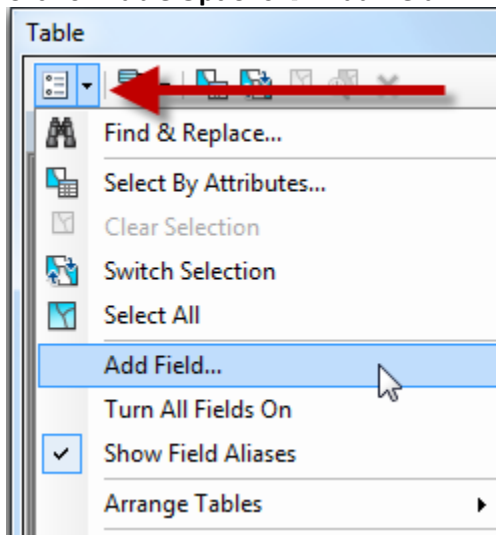 Table
Find & Replace...
Select By Attributes...
Clear Selection
Switch Selection
Select All
Add Field...
Turn All Fields On
Show Field Aliases
Arrange Tables